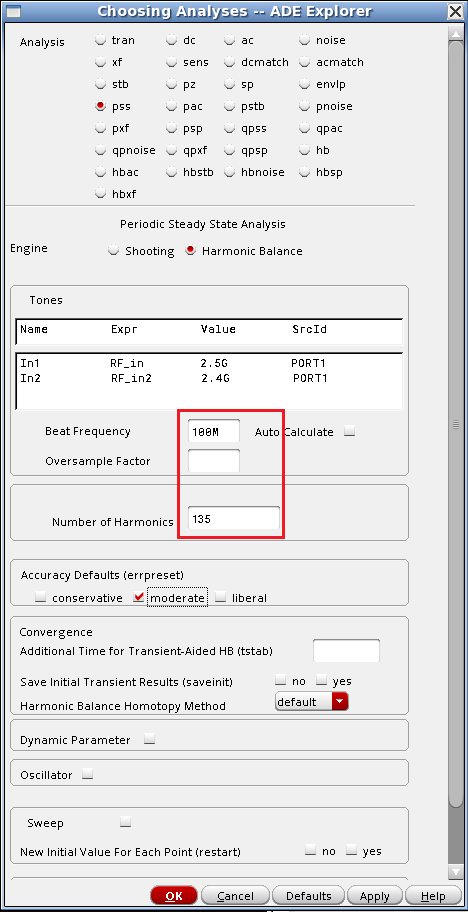 Choosing Analyses -- ADE Explorer
Analysis tran dc ac noise
xf sens dcmatch acmatch
stb pz sp envlp
pss pac pstb pnoise
pxf psp qpss qpac
qpnoise qpxf qpsp hb
hbac hbstb hbnoise hbsp
hbxf
Periodic Steady State Analysis
Engine Shooting Harmonic Balance
Tones
Name Expr Value SrcId
In1 RF_in 2.5G PORT1
In2 RF_in2 2.4G PORT1
Beat Frequency 100M Auto Calculate
Oversample Factor
Number of Harmonics 135
Accuracy Defaults (errpreset)
conservative moderate liberal
Convergence
Additional Time for Transient-Aided HB (tstab)
Save Initial Transient Results (saveinit) no yes
Harmonic Balance Homotopy Method default
Dynamic Parameter
Oscillator
Sweep
New Initial Value For Each Point (restart) no yes
OK Cancel Defaults Apply Help